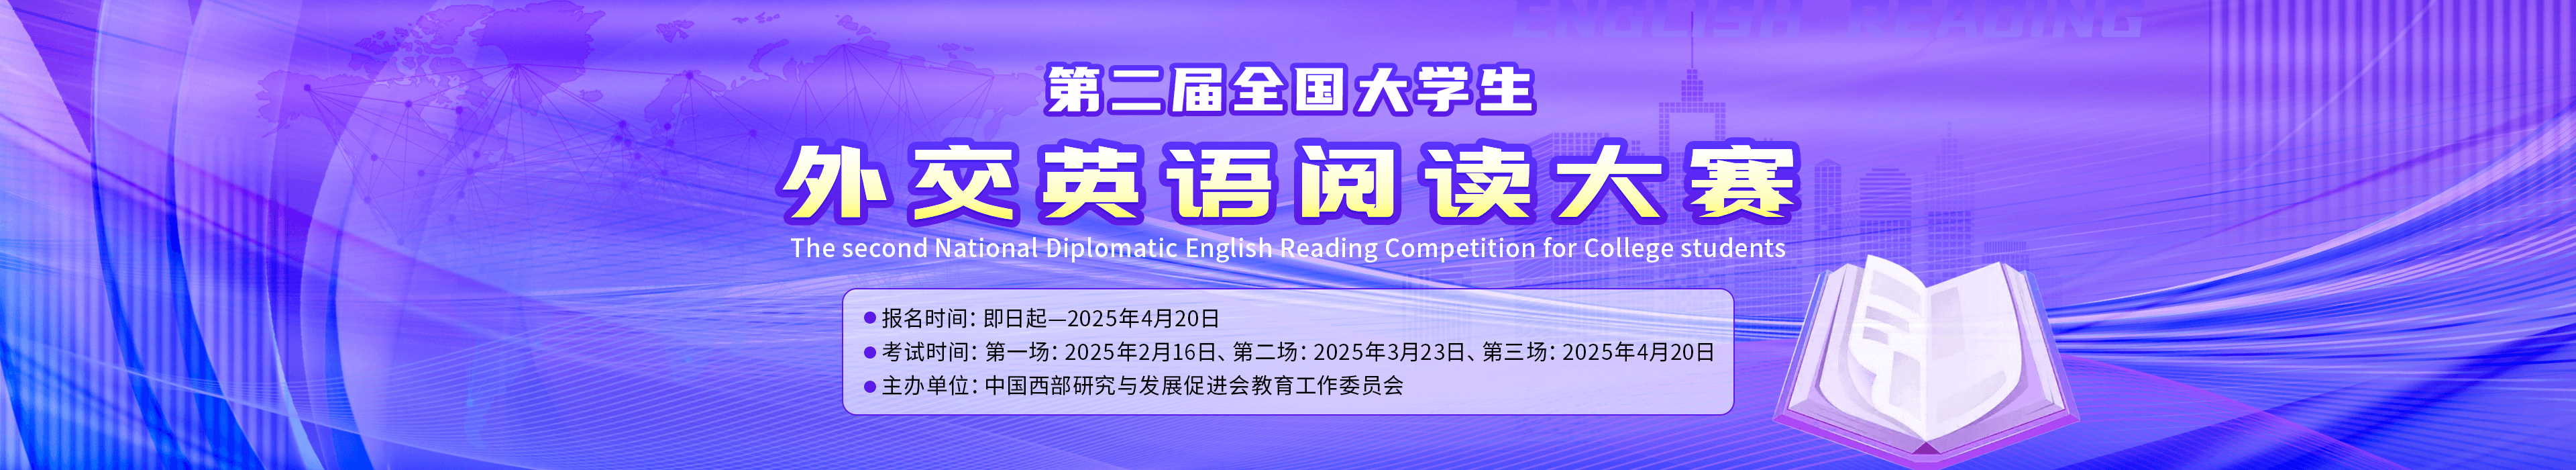 ENGLISH READING
第二届全国大学生
外交英语阅读大赛
The second National Diplomatic English Reading Competition for College students
报名时间：即日起—2025年4月20日
考试时间：第一场：2025年2月16日、第二场：2025年3月23日、第三场：2025年4月20日
主办单位：中国西部研究与发展促进会教育工作委员会